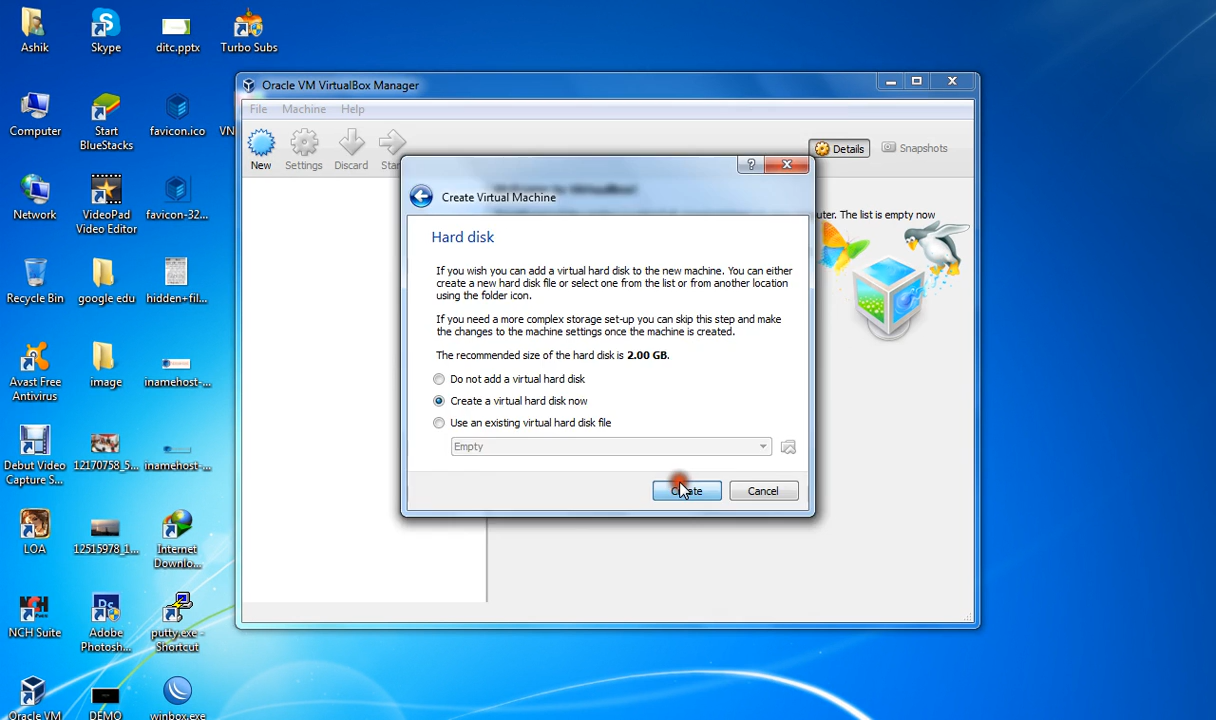 Ashik
Skype
ditc.pptx
Turbo Subs
Computer
Start
BlueStacks
favicon.ico
VN
Network
VideoPad
Video Editor
favicon-32...
Recycle Bin
google edu
hidden+fil...
Avast Free
Antivirus
image
inamehost-...
Debut Video
Capture S...
12170758_5...
inamehost-...
LOA
12515978_1...
Internet
Downlo...
NCH Suite
Adobe
Photosh...
putty.exe -
Shortcut
Oracle VM
DEMO
winbox.exe
Oracle VM VirtualBox Manager
File Machine Help
New
Settings
Discard
Star
Details
Snapshots
uter. The list is empty now
Create Virtual Machine
Hard disk
If you wish you can add a virtual hard disk to the new machine. You can either
create a new hard disk file or select one from the list or from another location
using the folder icon.
If you need a more complex storage set-up you can skip this step and make
the changes to the machine settings once the machine is created.
The recommended size of the hard disk is 2.00 GB.
Do not add a virtual hard disk
Create a virtual hard disk now
Use an existing virtual hard disk file
Empty
Create
Cancel